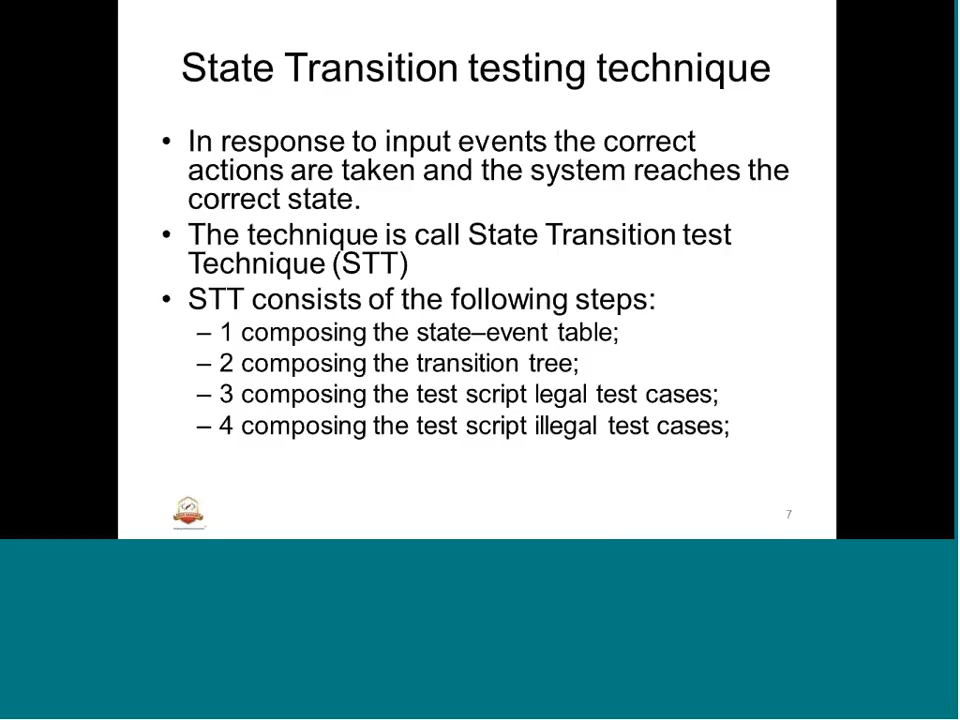 State Transition testing technique
• In response to input events the correct
actions are taken and the system reaches the
correct state.
• The technique is call State Transition test
Technique (STT)
• STT consists of the following steps:
– 1 composing the state–event table;
– 2 composing the transition tree;
– 3 composing the test script legal test cases;
– 4 composing the test script illegal test cases;
7